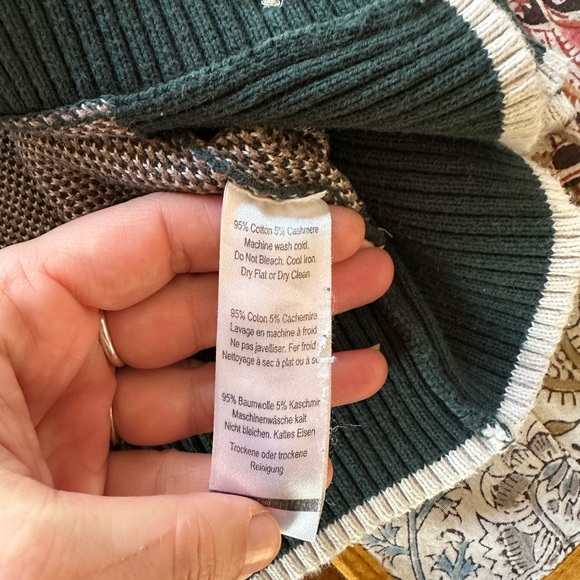 95% Cotton 5% Cashmere
Machine wash cold.
Do Not Bleach. Cool iron.
Dry Flat or Dry Clean
95% Coton 5% Cachemire
Lavage en machine à froid
Ne pas javelliser. Fer froid
Nettoyage à sec à plat ou à
95% Baumwolle 5% Kaschmir
Maschinenwäsche kalt
Nicht bleichen. Kaltes Eisen
Trockene oder trockene
Reinigung